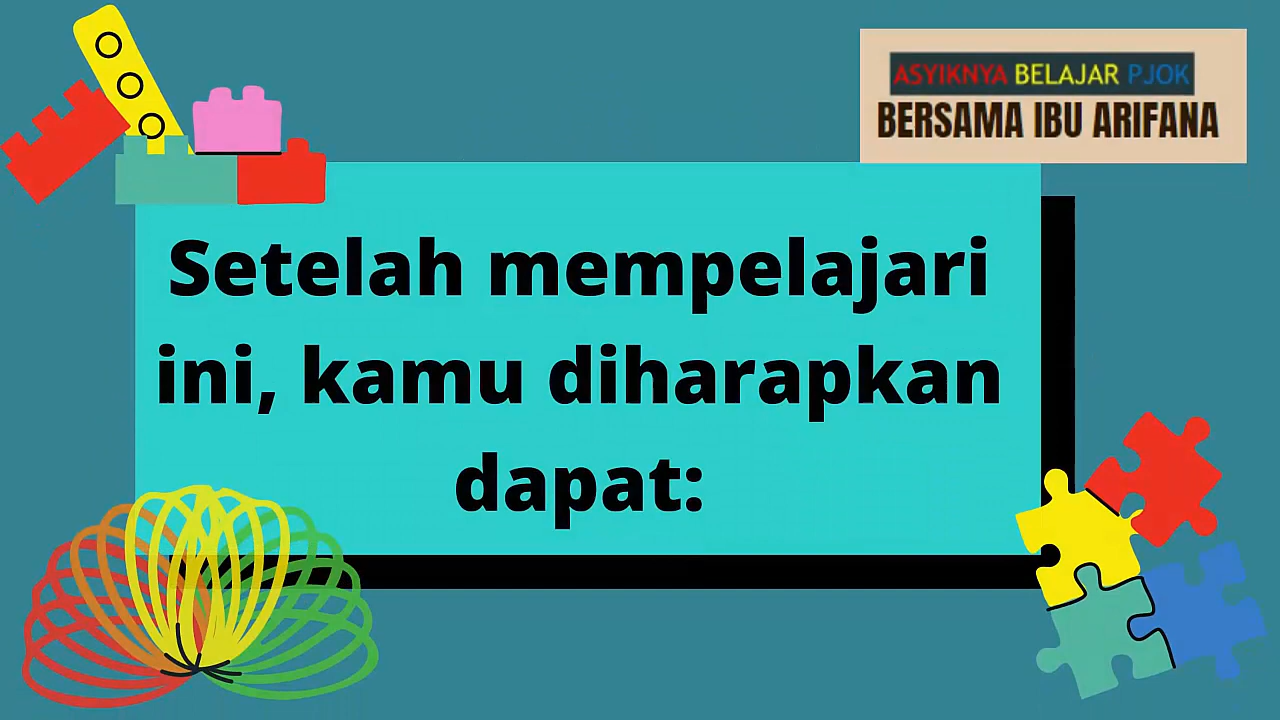 ASYIKNYA BELAJAR PJOK
BERSAMA IBU ARIFANA
Setelah mempelajari
ini, kamu diharapkan
dapat: